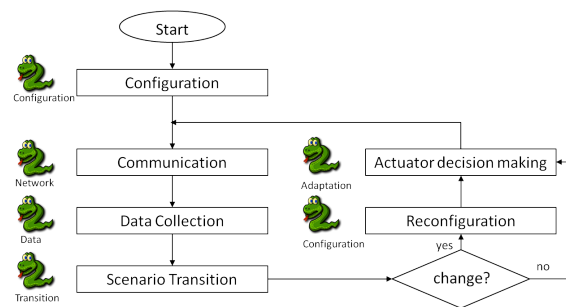 Start
Configuration
Configuration
Communication
Network
Actuator decision making
Adaptation
Data Collection
Data
Reconfiguration
Configuration
yes
Scenario Transition
Transition
change?
no